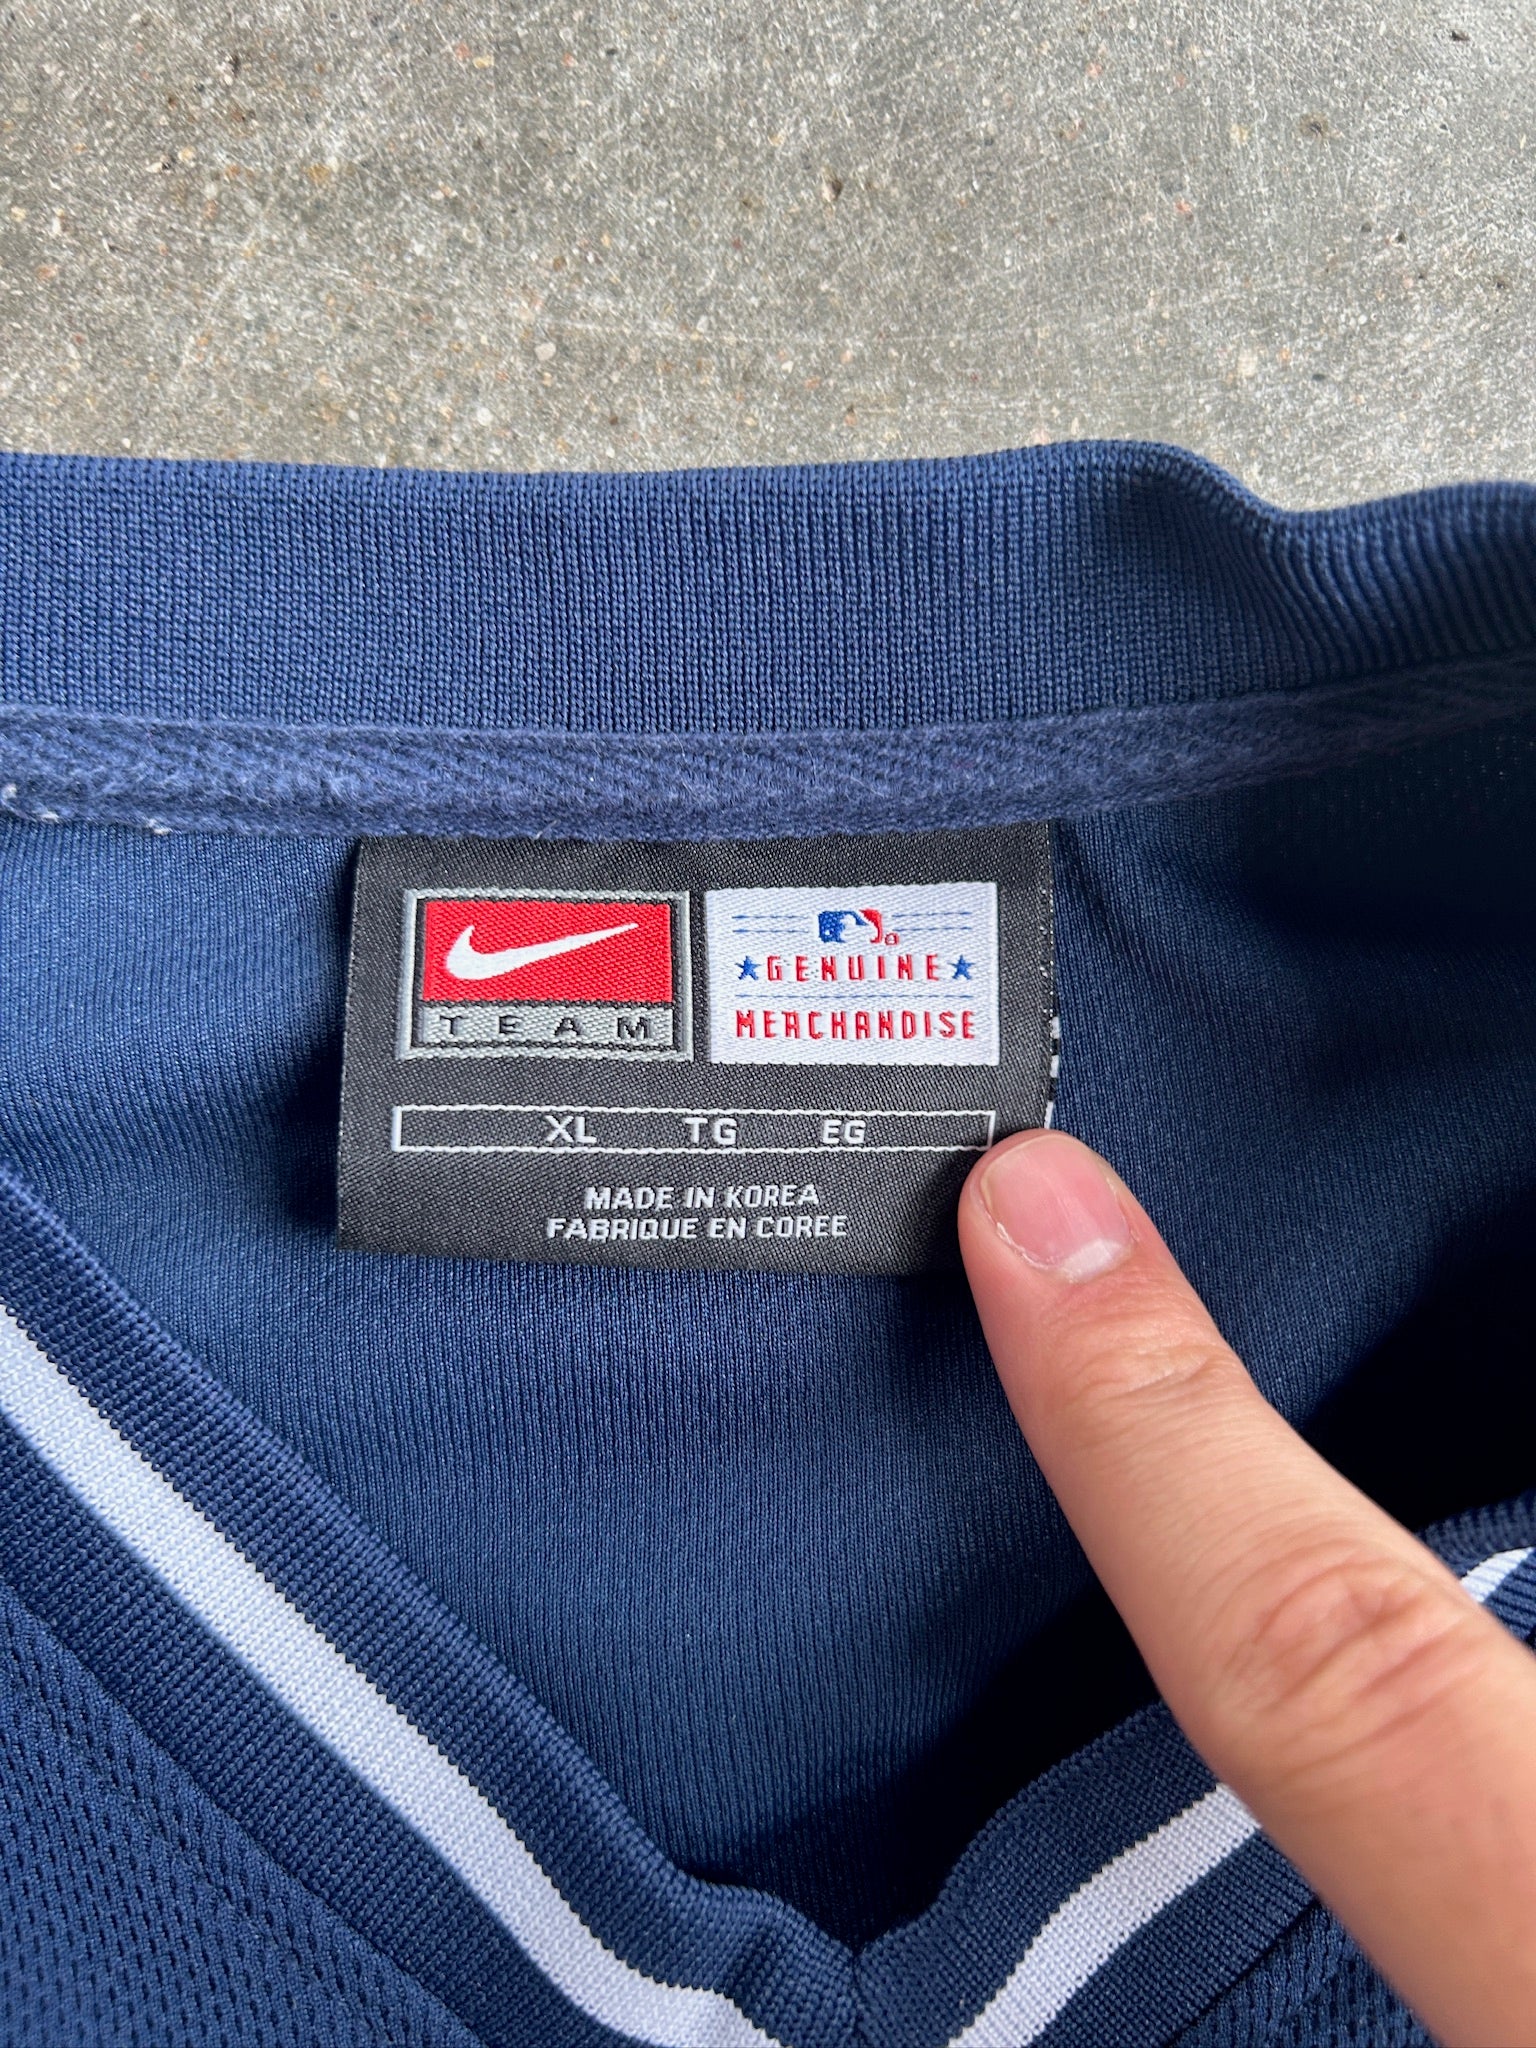 TEAM
GENUINE
MERCHANDISE
XL TG EG
MADE IN KOREA
FABRIQUE EN COREE